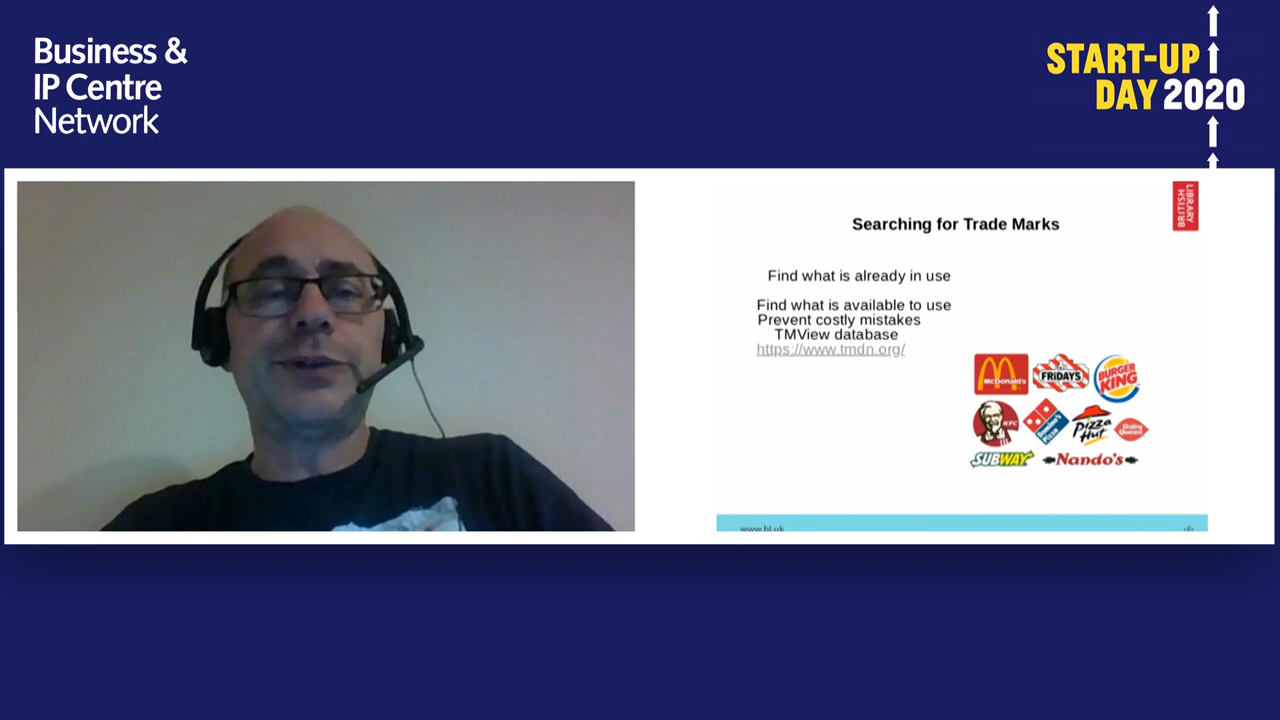 Business &
IP Centre
Network
START-UP
DAY 2020
BRITISH
LIBRARY
Searching for Trade Marks
Find what is already in use
Find what is available to use
Prevent costly mistakes
TMView database
https://www.tmdn.org/
McDonald's
FRiDAYS
BURGER
KING
KFC
Domino's
Pizza
Pizza
Hut
Dairy
Queen
SUBWAY
Nando's
www.bl.uk